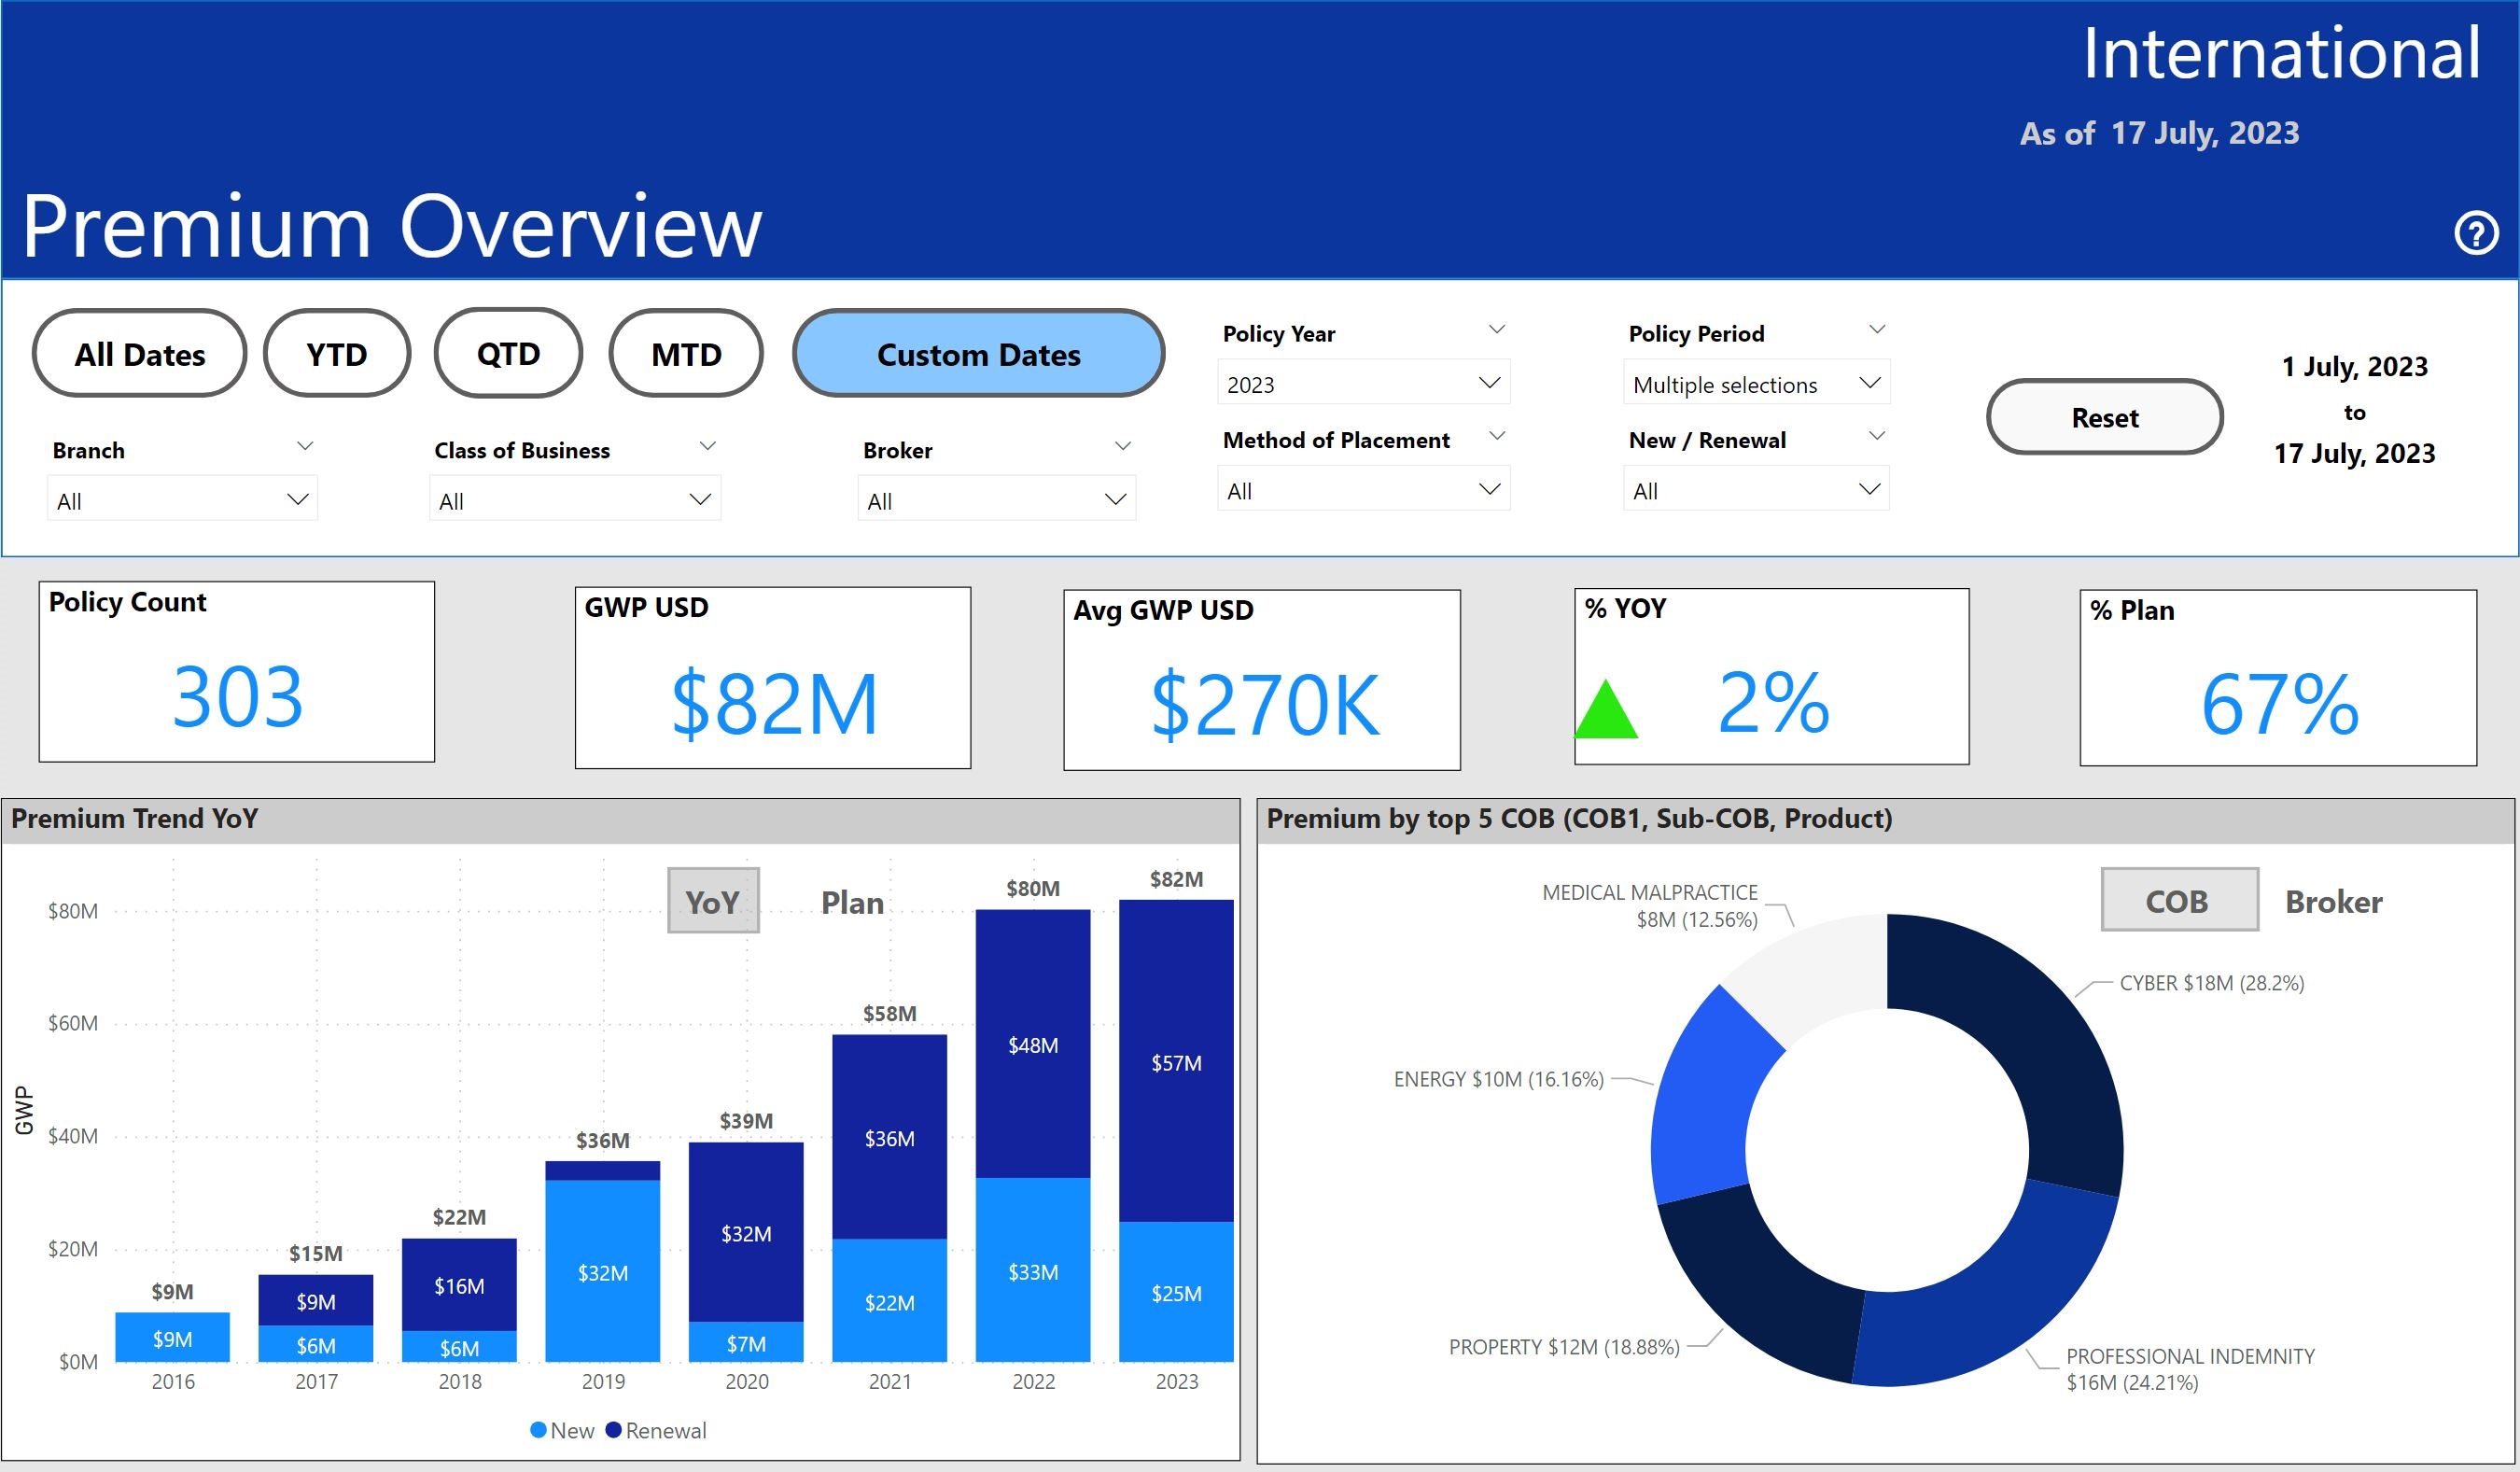 International
As of 17 July, 2023
Premium Overview
?
All Dates
YTD
QTD
MTD
Custom Dates
Policy Year
2023
Policy Period
Multiple selections
Branch
All
Class of Business
All
Broker
All
Method of Placement
All
New / Renewal
All
Reset
1 July, 2023
to
17 July, 2023
Policy Count
303
GWP USD
$82M
Avg GWP USD
$270K
% YOY
2%
% Plan
67%
Premium Trend YoY
YoY
Plan
GWP
$80M
$60M
$40M
$20M
$0M
$9M
$9M
$15M
$9M
$6M
$22M
$16M
$6M
$36M
$32M
$39M
$32M
$7M
$58M
$36M
$22M
$80M
$48M
$33M
$82M
$57M
$25M
2016 2017 2018 2019 2020 2021 2022 2023
New Renewal
Premium by top 5 COB (COB1, Sub-COB, Product)
COB
Broker
MEDICAL MALPRACTICE
$8M (12.56%)
CYBER $18M (28.2%)
ENERGY $10M (16.16%)
PROPERTY $12M (18.88%)
PROFESSIONAL INDEMNITY
$16M (24.21%)